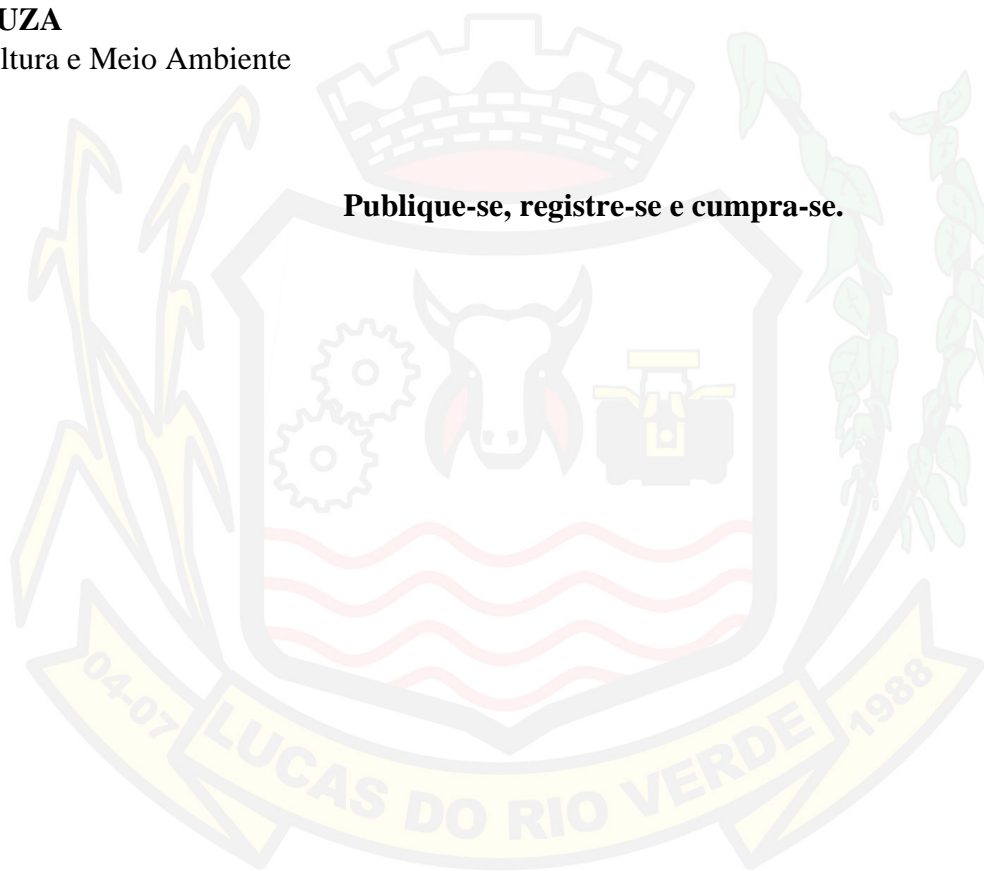 UZA
ltura e Meio Ambiente
Publique-se, registre-se e cumpra-se.
04-07
LUCAS DO RIO VERDE
1988